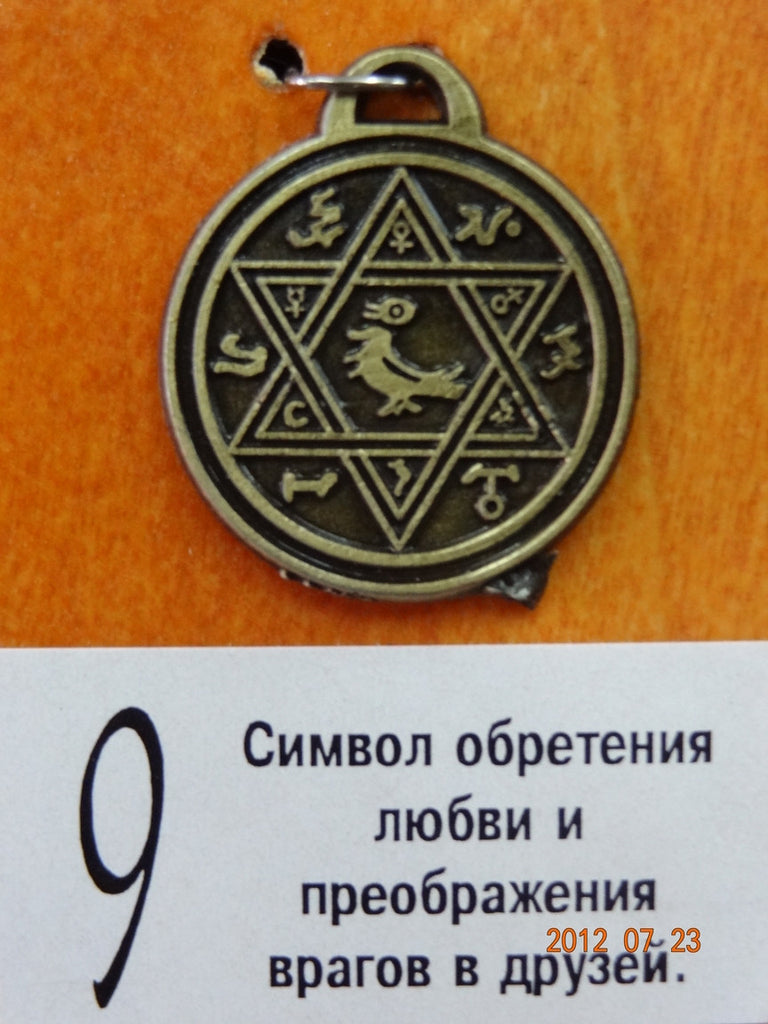 9
Символ обретения
любви и
преображения
врагов в друзей.
2012 07 23